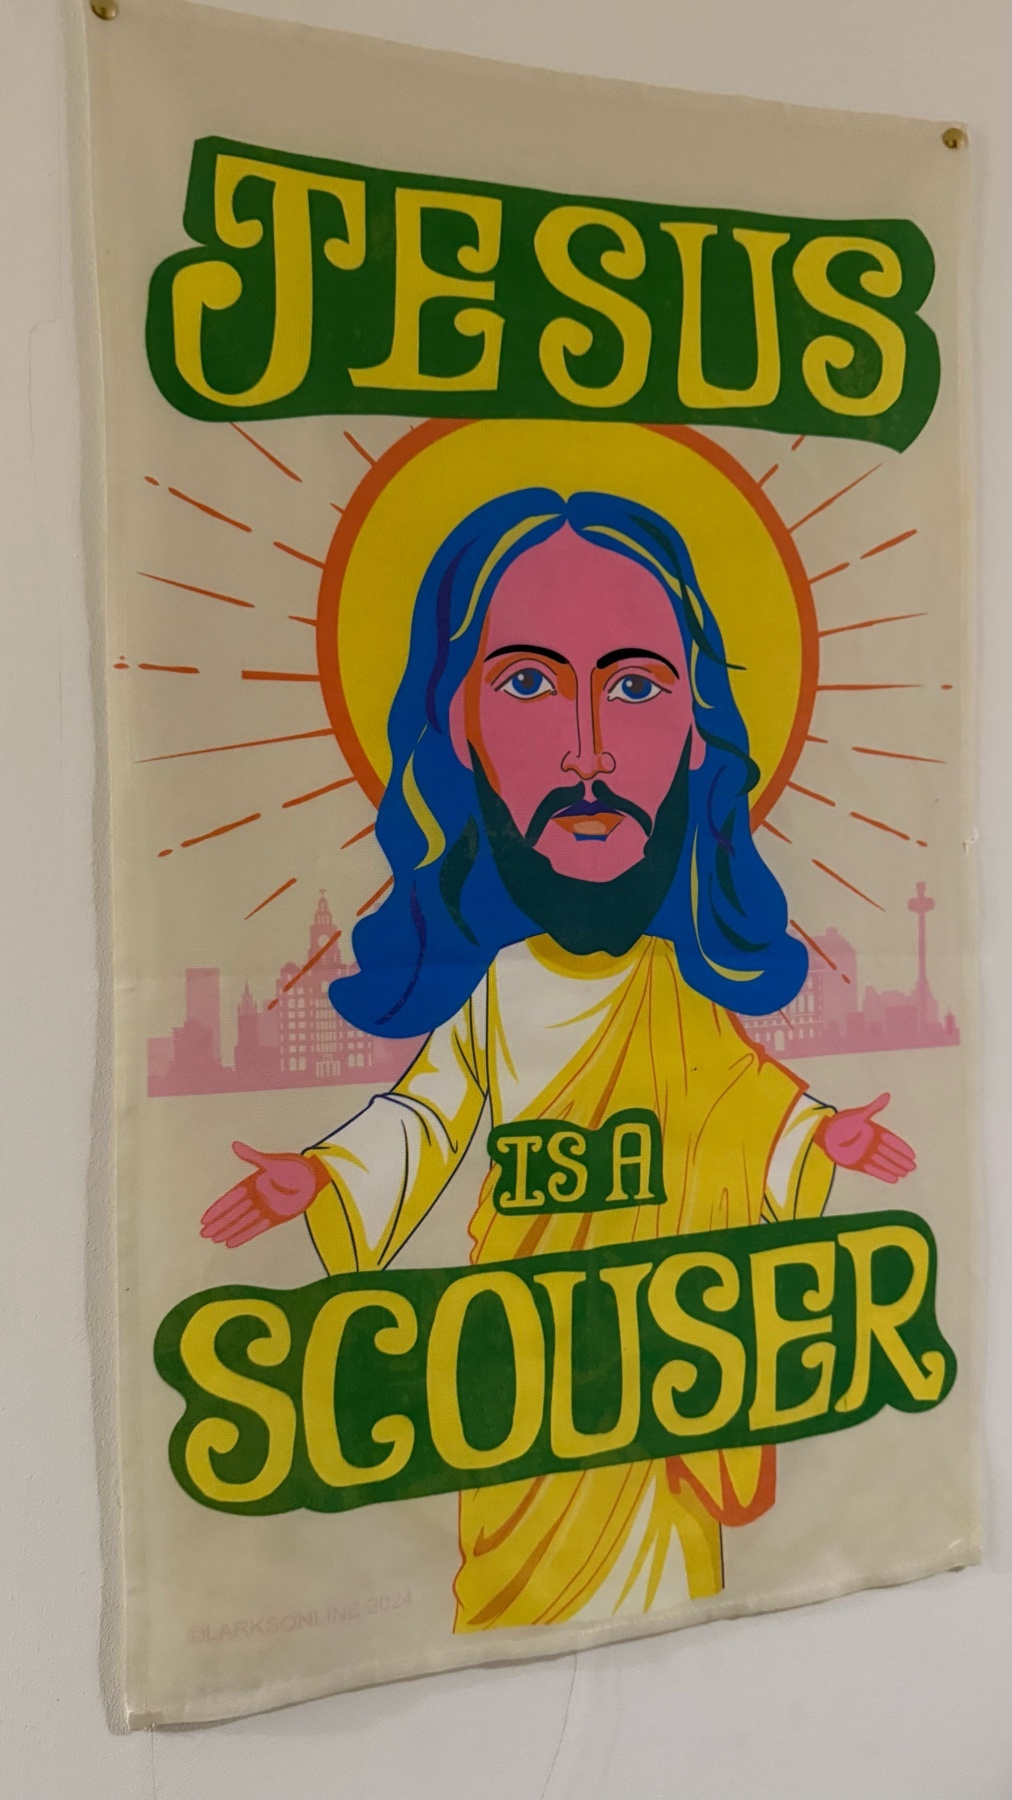 JESUS
IS A
SCOUSER
©LARKSONLINE 2024